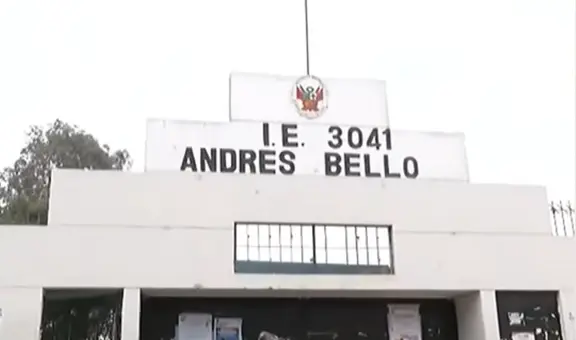 I.E. 3041
ANDRES BELLO